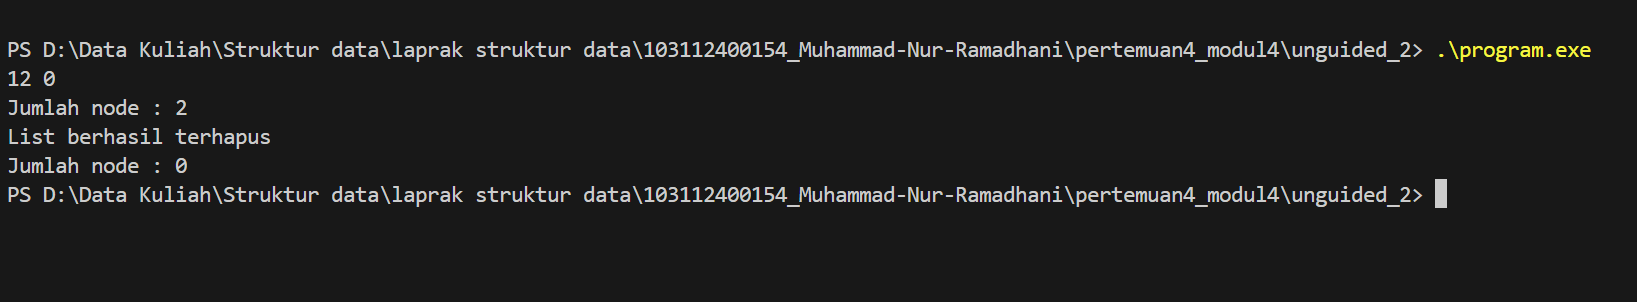 PS D:\Data Kuliah\Struktur data\laprak struktur data\103112400154_Muhammad-Nur-Ramadhani\pertemuan4_modul4\unguided_2> .\program.exe
12 0
Jumlah node : 2
List berhasil terhapus
Jumlah node : 0
PS D:\Data Kuliah\Struktur data\laprak struktur data\103112400154_Muhammad-Nur-Ramadhani\pertemuan4_modul4\unguided_2>